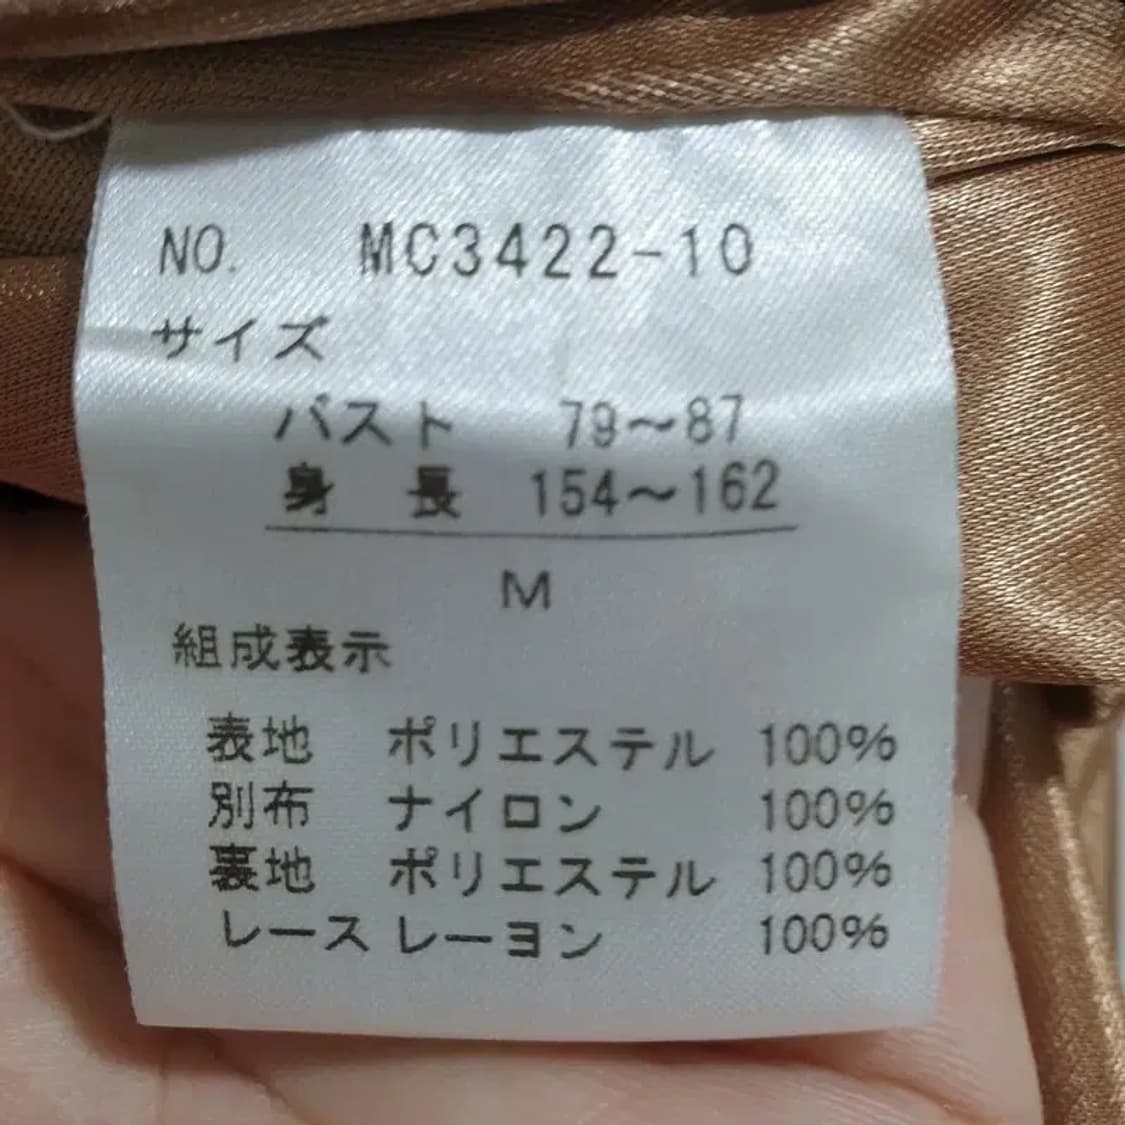 NO. MC3422-10
サイズ
バスト 79～87
身 長 154～162
M
組成表示
表地 ポリエステル 100%
別布 ナイロン 100%
裏地 ポリエステル 100%
レース レーヨン 100%